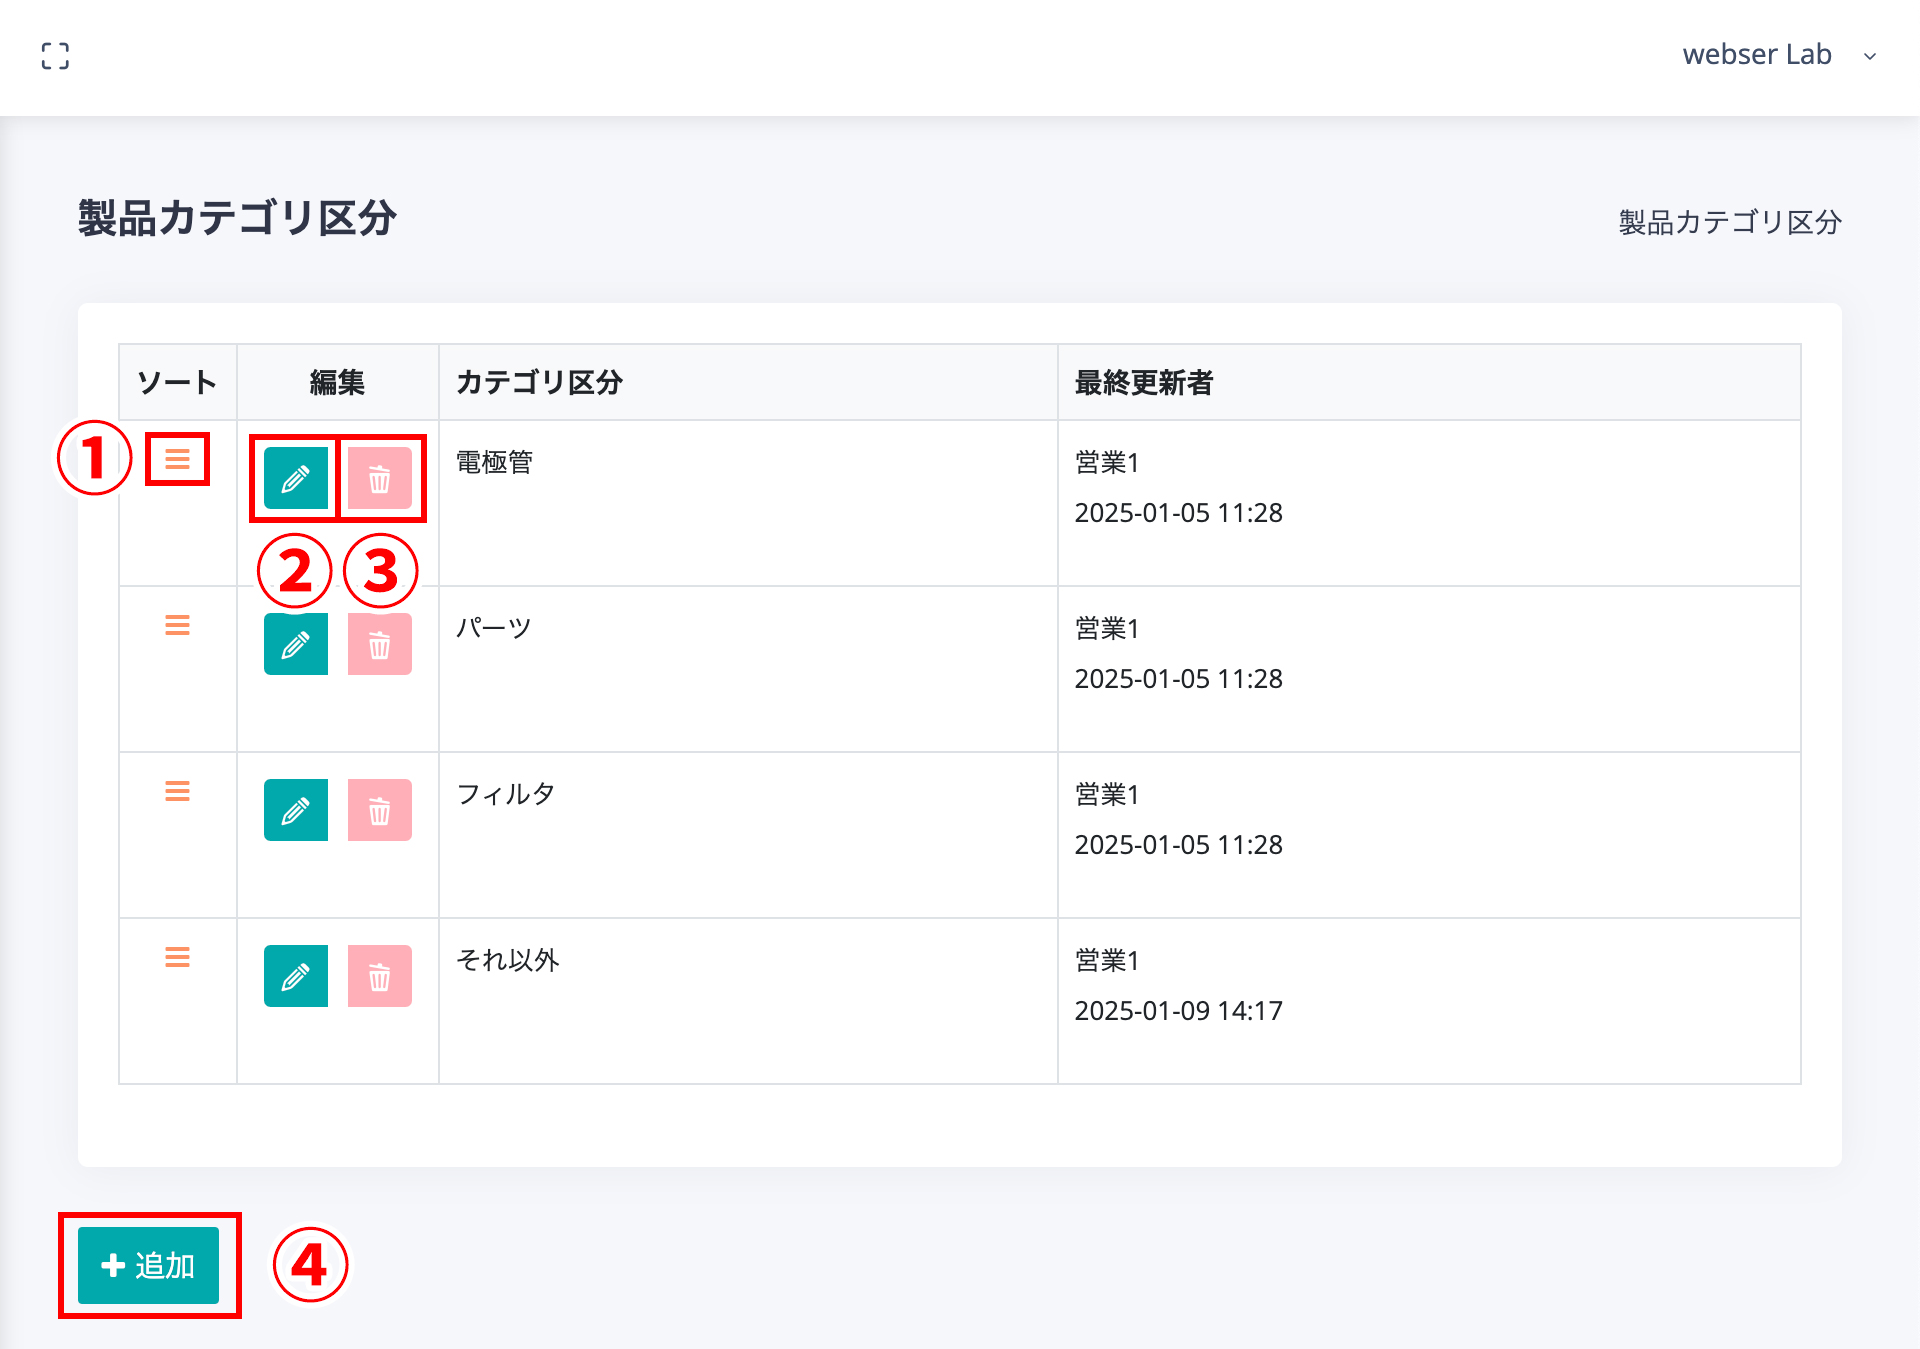 webser Lab
製品カテゴリ区分
製品カテゴリ区分
ソート 編集 カテゴリ区分 最終更新者
① 電極管 営業1
2025-01-05 11:28
② ③
パーツ 営業1
2025-01-05 11:28
フィルタ 営業1
2025-01-05 11:28
それ以外 営業1
2025-01-09 14:17
追加 ④